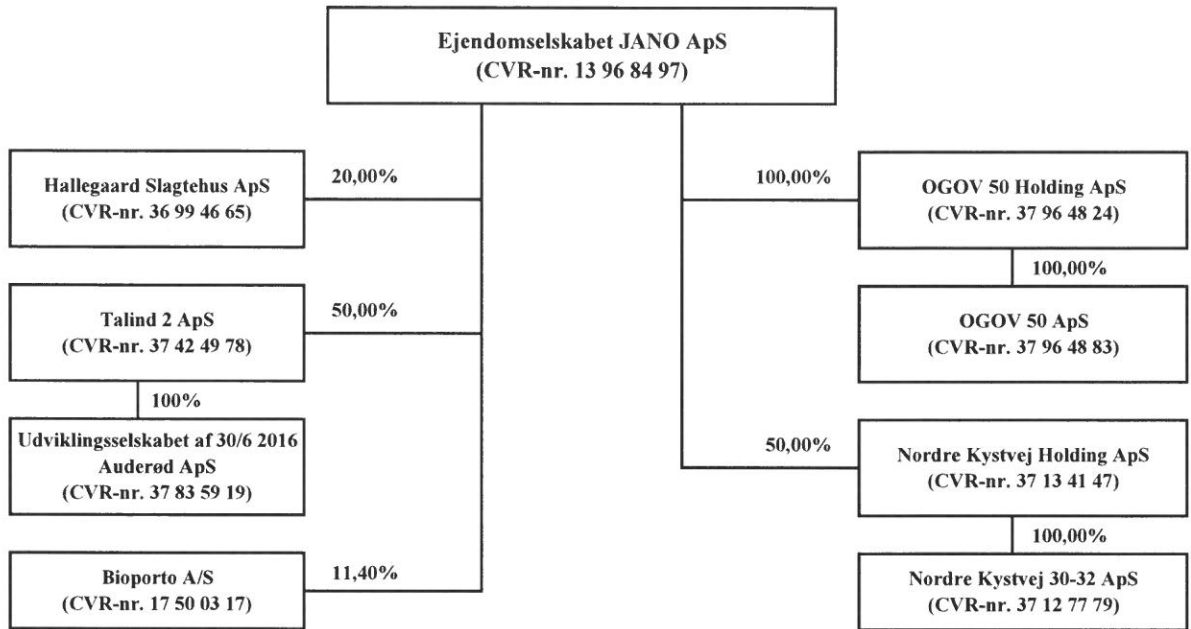 Ejendomselskabet JANO ApS
(CVR-nr. 13 96 84 97)
Hallegaard Slagtehus ApS
(CVR-nr. 36 99 46 65)
20,00%
100,00%
OGOV 50 Holding ApS
(CVR-nr. 37 96 48 24)
100,00%
Talind 2 ApS
(CVR-nr. 37 42 49 78)
50,00%
OGOV 50 ApS
(CVR-nr. 37 96 48 83)
100%
Udviklingsselskabet af 30/6 2016
Auderød ApS
(CVR-nr. 37 83 59 19)
50,00%
Nordre Kystvej Holding ApS
(CVR-nr. 37 13 41 47)
100,00%
Bioporto A/S
(CVR-nr. 17 50 03 17)
11,40%
Nordre Kystvej 30-32 ApS
(CVR-nr. 37 12 77 79)